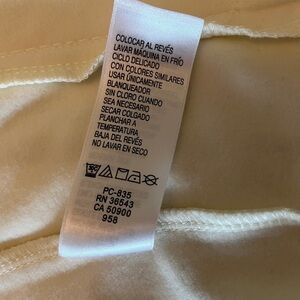 COLOCAR AL REVÉS
LAVAR MÁQUINA EN FRÍO
CICLO DELICADO
CON COLORES SIMILARES
USAR ÚNICAMENTE
BLANQUEADOR
SIN CLORO CUANDO
SEA NECESARIO
SECAR COLGADO
PLANCHAR A
TEMPERATURA
BAJA DEL REVÉS
NO LAVAR EN SECO
PC-835
RN 36543
CA 50900
958